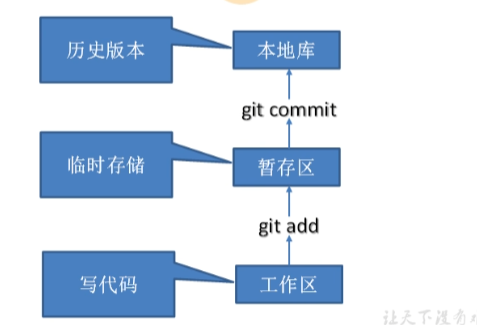 历史版本
本地库
git commit
临时存储
暂存区
git add
写代码
工作区
让天下没有